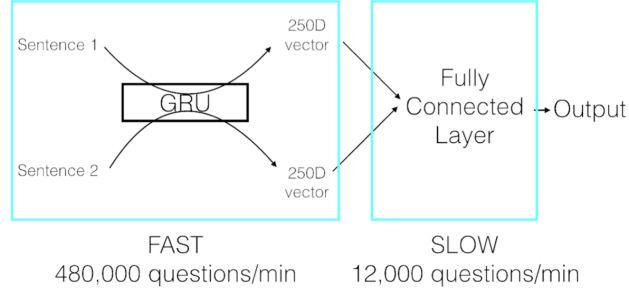 Sentence 1
250D
vector
GRU
Sentence 2
250D
vector
Fully
Connected
Layer
Output
FAST
480,000 questions/min
SLOW
12,000 questions/min